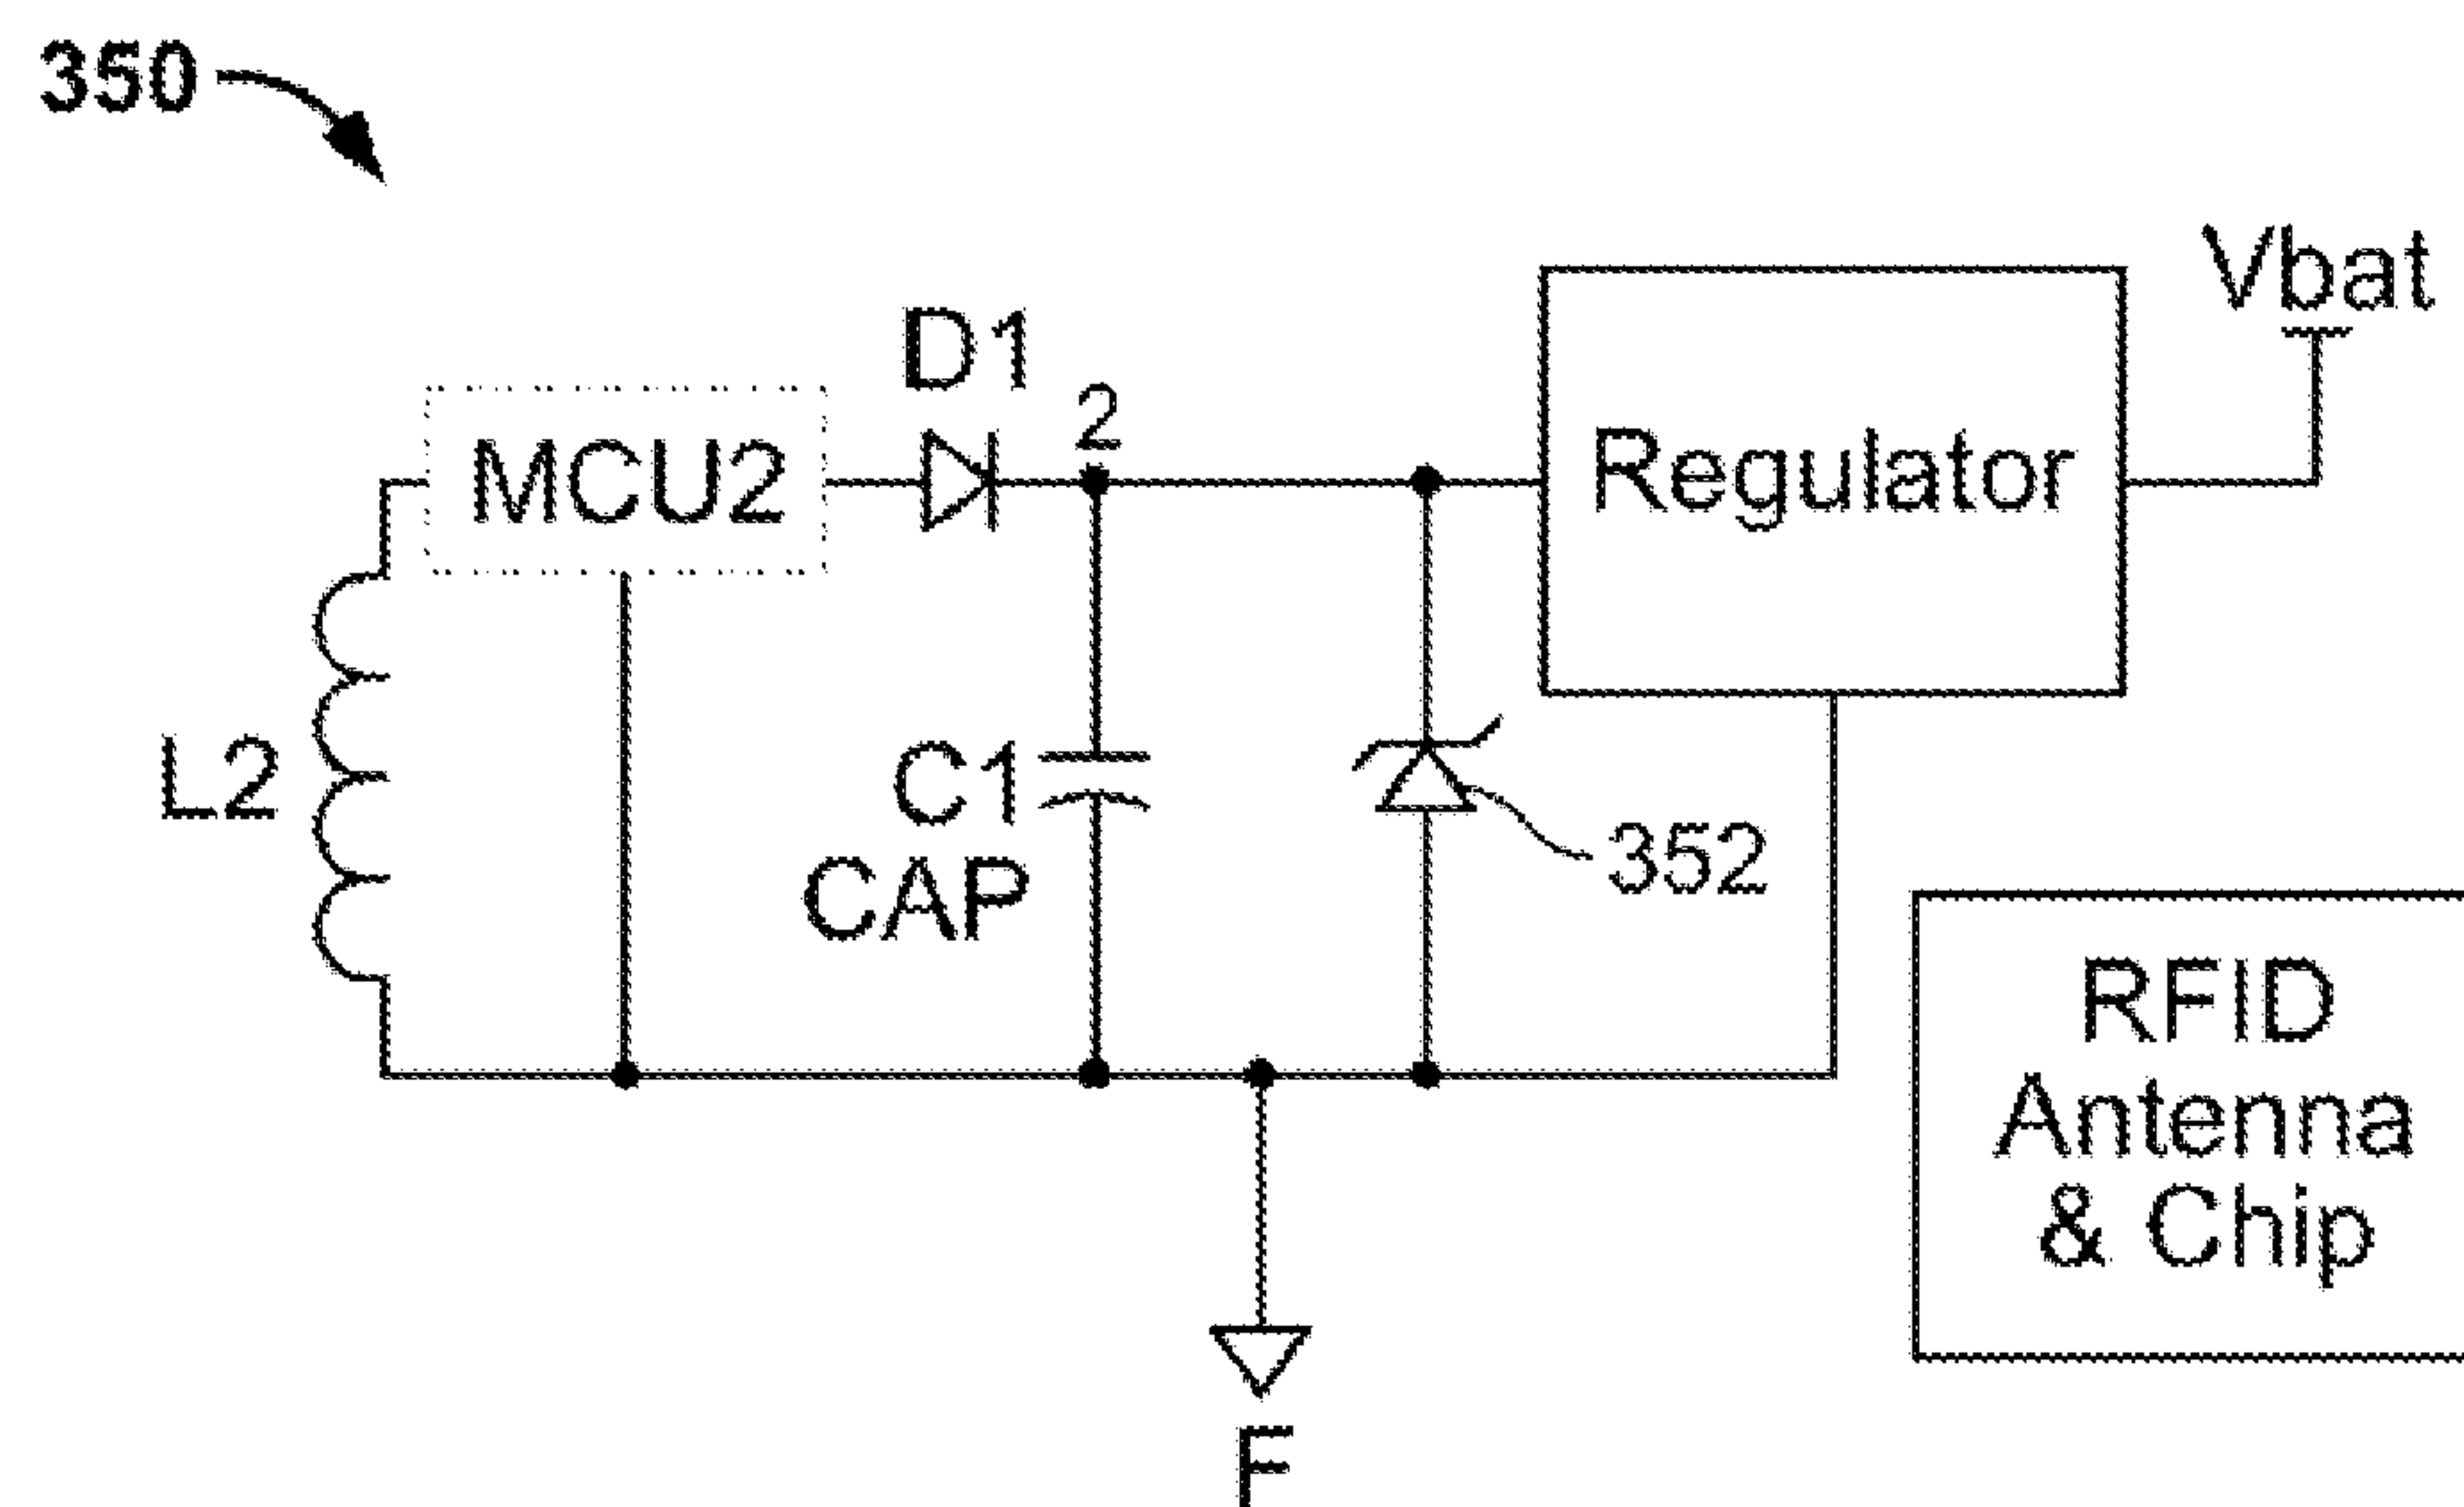 350
Vbat
D1
2
MCU2
Regulator
L2
C1
CAP
352
RFID
Antenna
& Chip
F